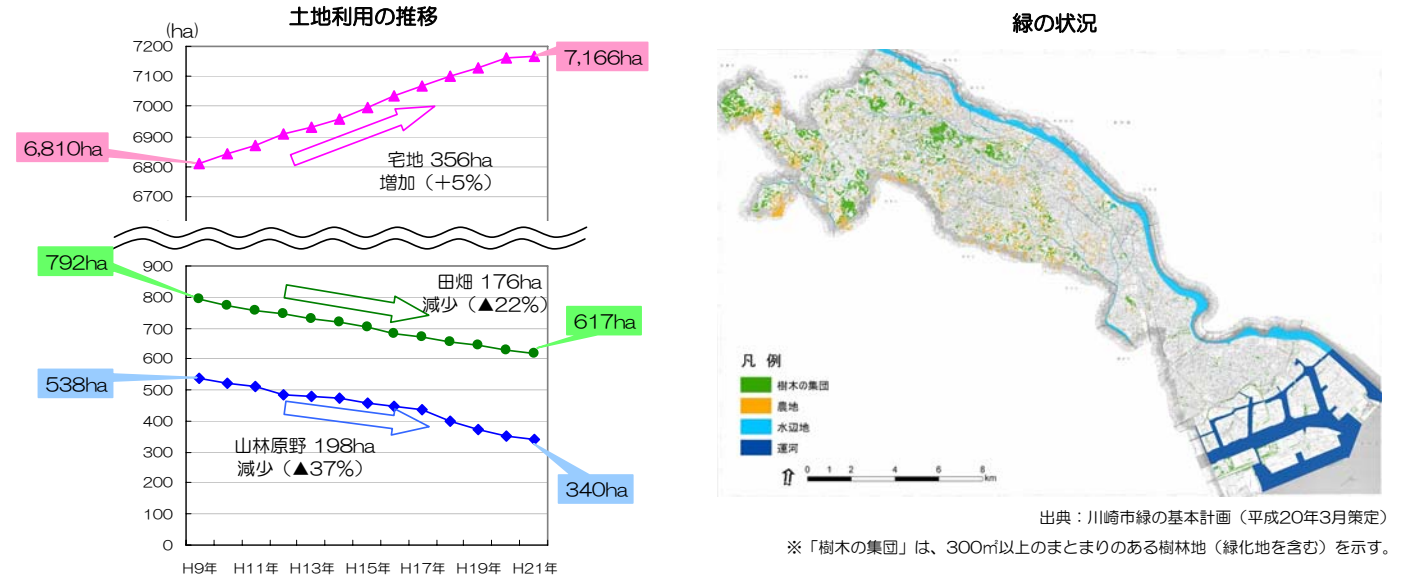 土地利用の推移
(ha)
7200
7100
7000
6900
6800
6700
7,166ha
6,810ha
宅地 356ha
増加（＋5%）
900
800
700
600
500
400
300
200
100
0
792ha
田畑 176ha
減少（▲22%）
617ha
538ha
山林原野 198ha
減少（▲37%）
340ha
H9年 H11年 H13年 H15年 H17年 H19年 H21年
緑の状況
凡 例
樹木の集団
農地
水辺地
運河
0 1 2 4 6 8
km
出典：川崎市緑の基本計画（平成20年3月策定）
※「樹木の集団」は、300㎡以上のまとまりのある樹林地（緑化地を含む）を示す。